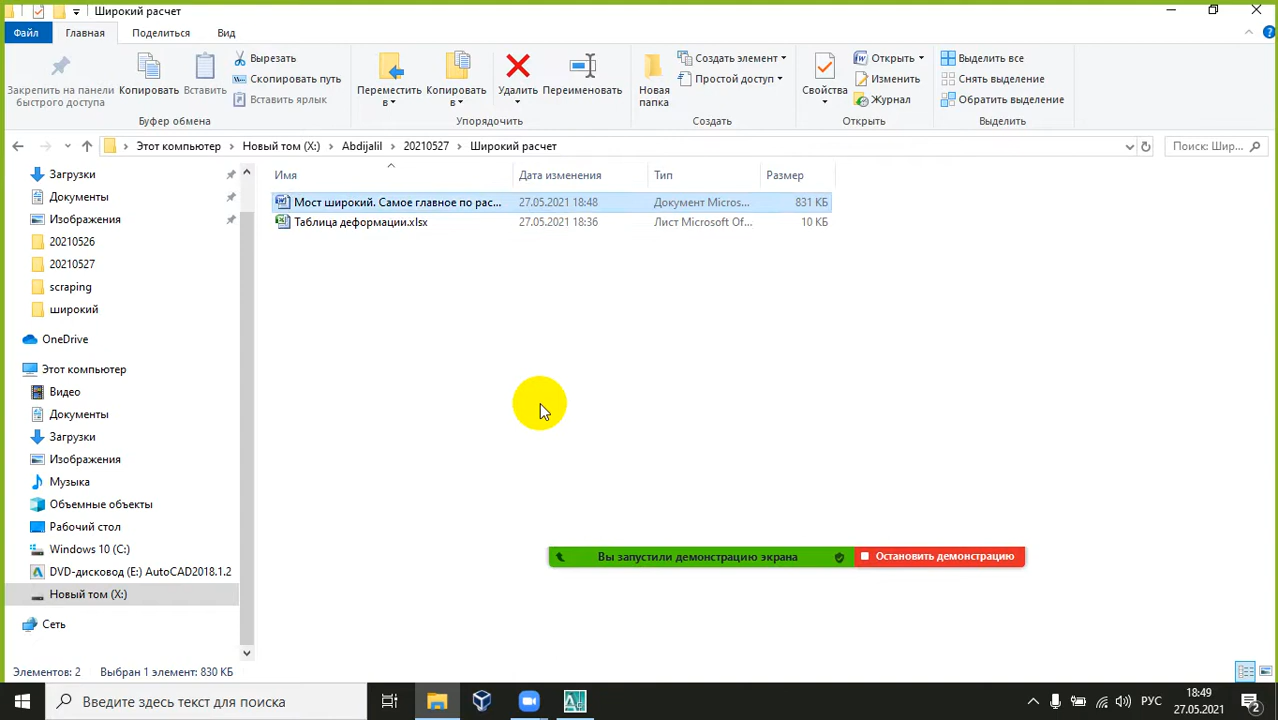 Широкий расчет
Файл Главная Поделиться Вид
Закрепить на панели быстрого доступа
Копировать
Вставить
Вырезать
Скопировать путь
Вставить ярлык
Буфер обмена
Переместить в
Копировать в
Удалить
Переименовать
Упорядочить
Новая папка
Создать элемент
Простой доступ
Создать
Свойства
Открыть
Изменить
Журнал
Открыть
Выделить все
Снять выделение
Обратить выделение
Выделить
Этот компьютер Новый том (X:) Abdijalil 20210527 Широкий расчет
Поиск: Шир...
Имя Дата изменения Тип Размер
Мост широкий. Самое главное по рас... 27.05.2021 18:48 Документ Micros... 831 КБ
Таблица деформации.xlsx 27.05.2021 18:36 Лист Microsoft Of... 10 КБ
Загрузки
Документы
Изображения
20210526
20210527
scraping
широкий
OneDrive
Этот компьютер
Видео
Документы
Загрузки
Изображения
Музыка
Объемные объекты
Рабочий стол
Windows 10 (C:)
DVD-дисковод (E:) AutoCAD2018.1.2
Новый том (X:)
Сеть
Вы запустили демонстрацию экрана Остановить демонстрацию
Элементов: 2 Выбран 1 элемент: 830 КБ
Введите здесь текст для поиска
РУС
18:49
27.05.2021
2